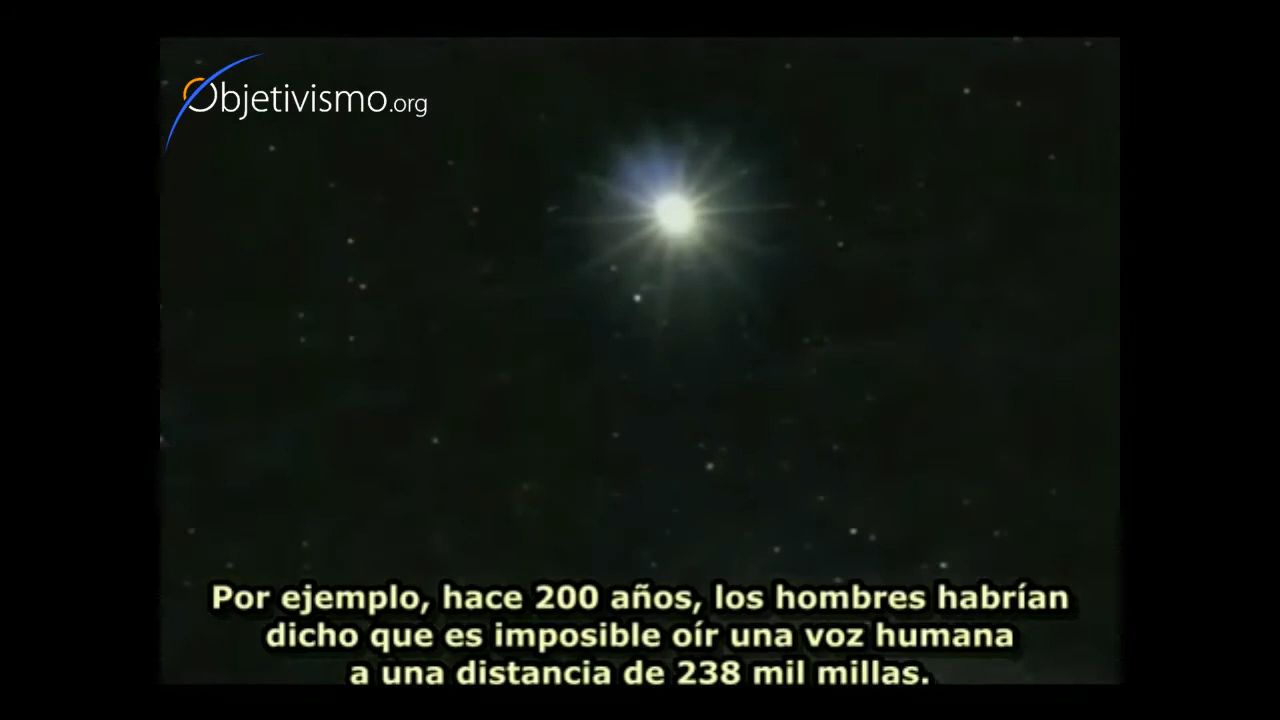 Objetivismo.org
Por ejemplo, hace 200 años, los hombres habrían
dicho que es imposible oír una voz humana
a una distancia de 238 mil millas.